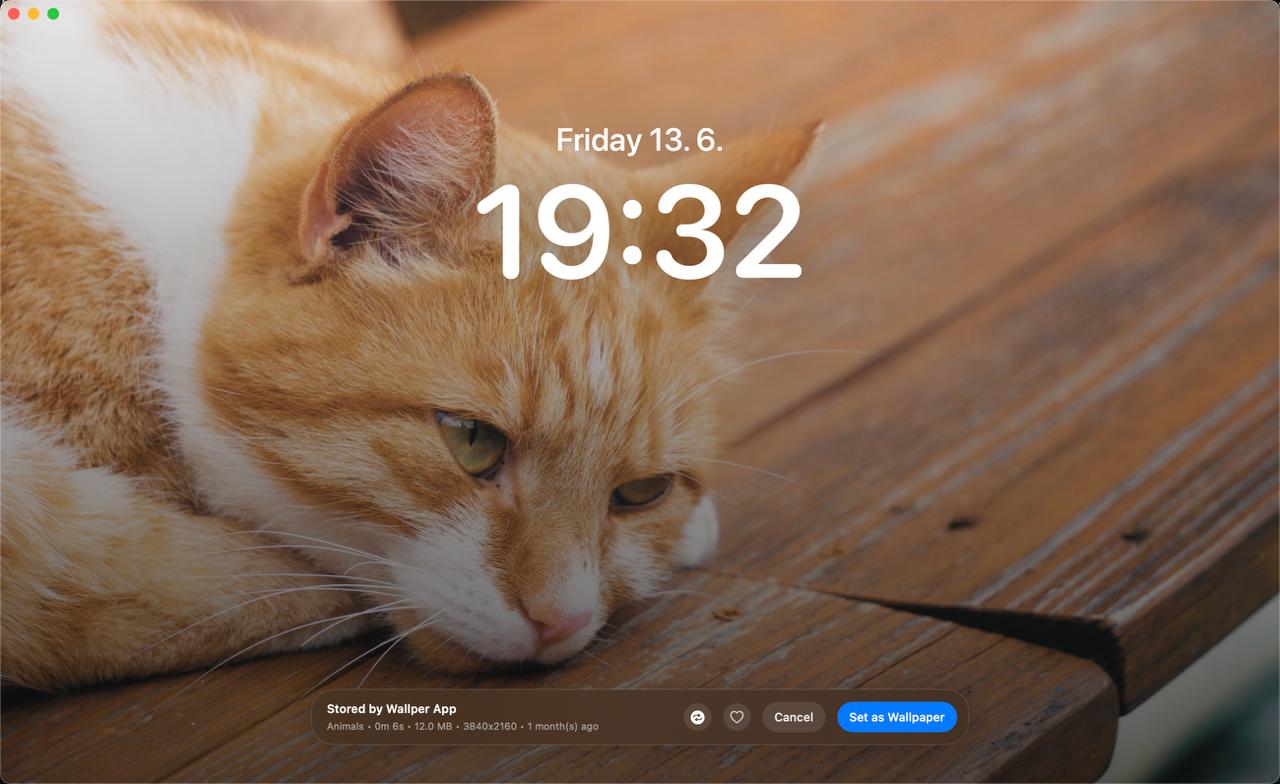 Friday 13. 6.
19:32
Stored by Wallper App
Animals • 0m 6s • 12.0 MB • 3840x2160 • 1 month(s) ago
Cancel
Set as Wallpaper